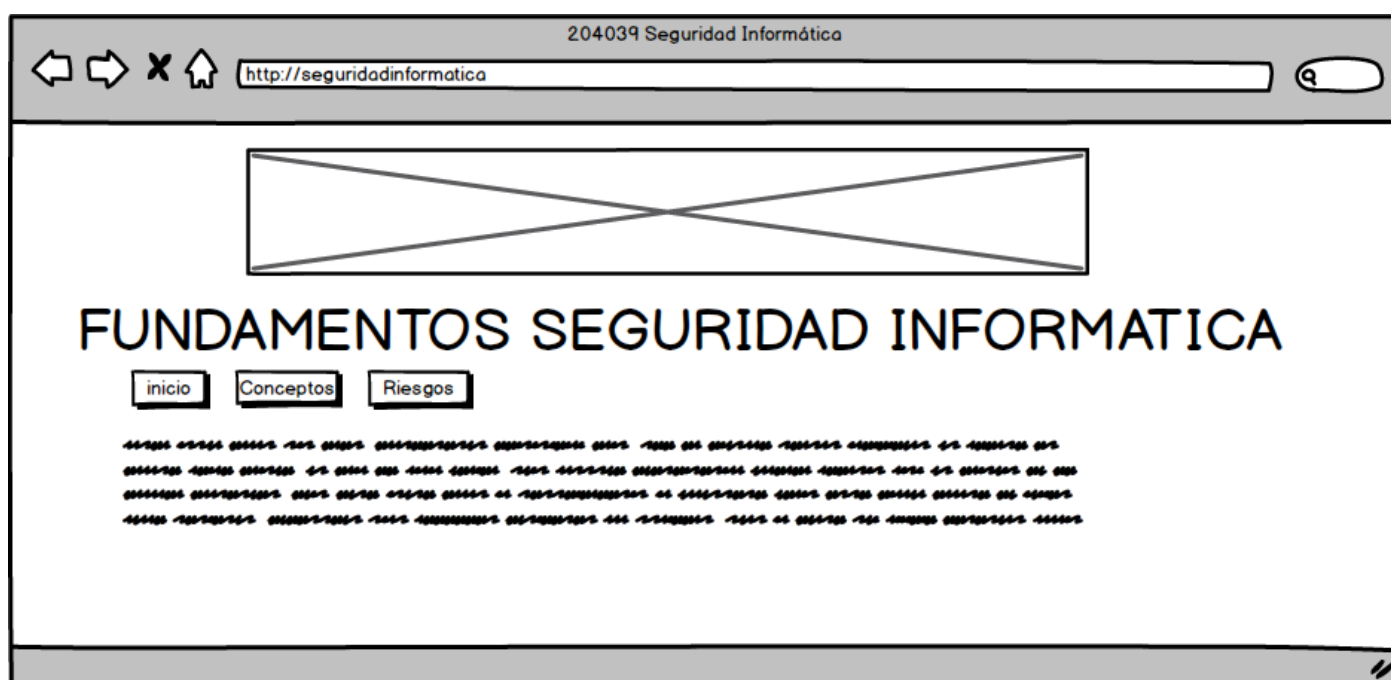 204039 Seguridad Informática
http://seguridadinformatica
FUNDAMENTOS SEGURIDAD INFORMATICA
inicio Conceptos Riesgos